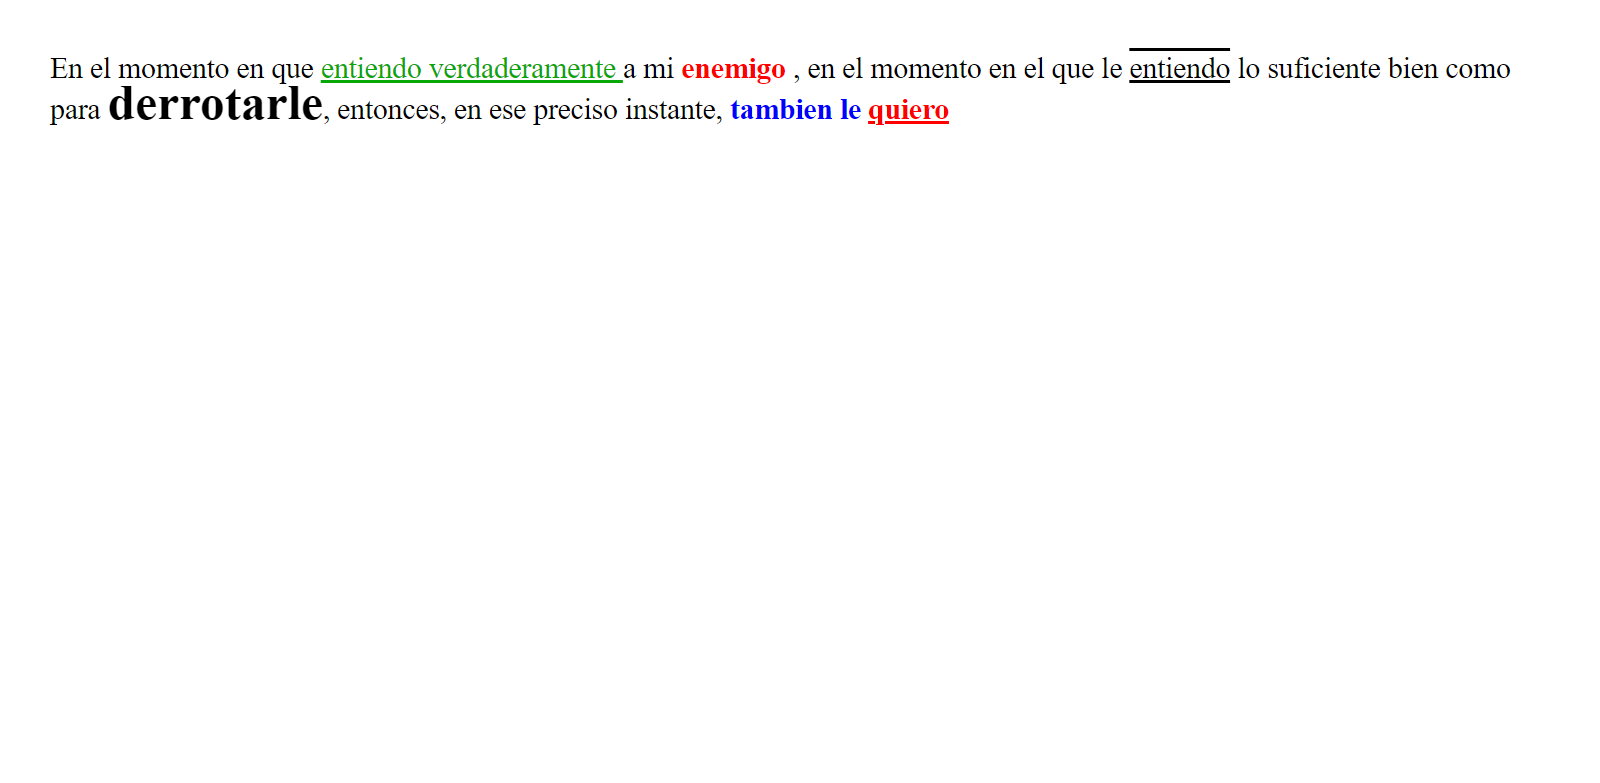 En el momento en que entiendo verdaderamente a mi enemigo , en el momento en el que le entiendo lo suficiente bien como
para derrotarle, entonces, en ese preciso instante, tambien le quiero